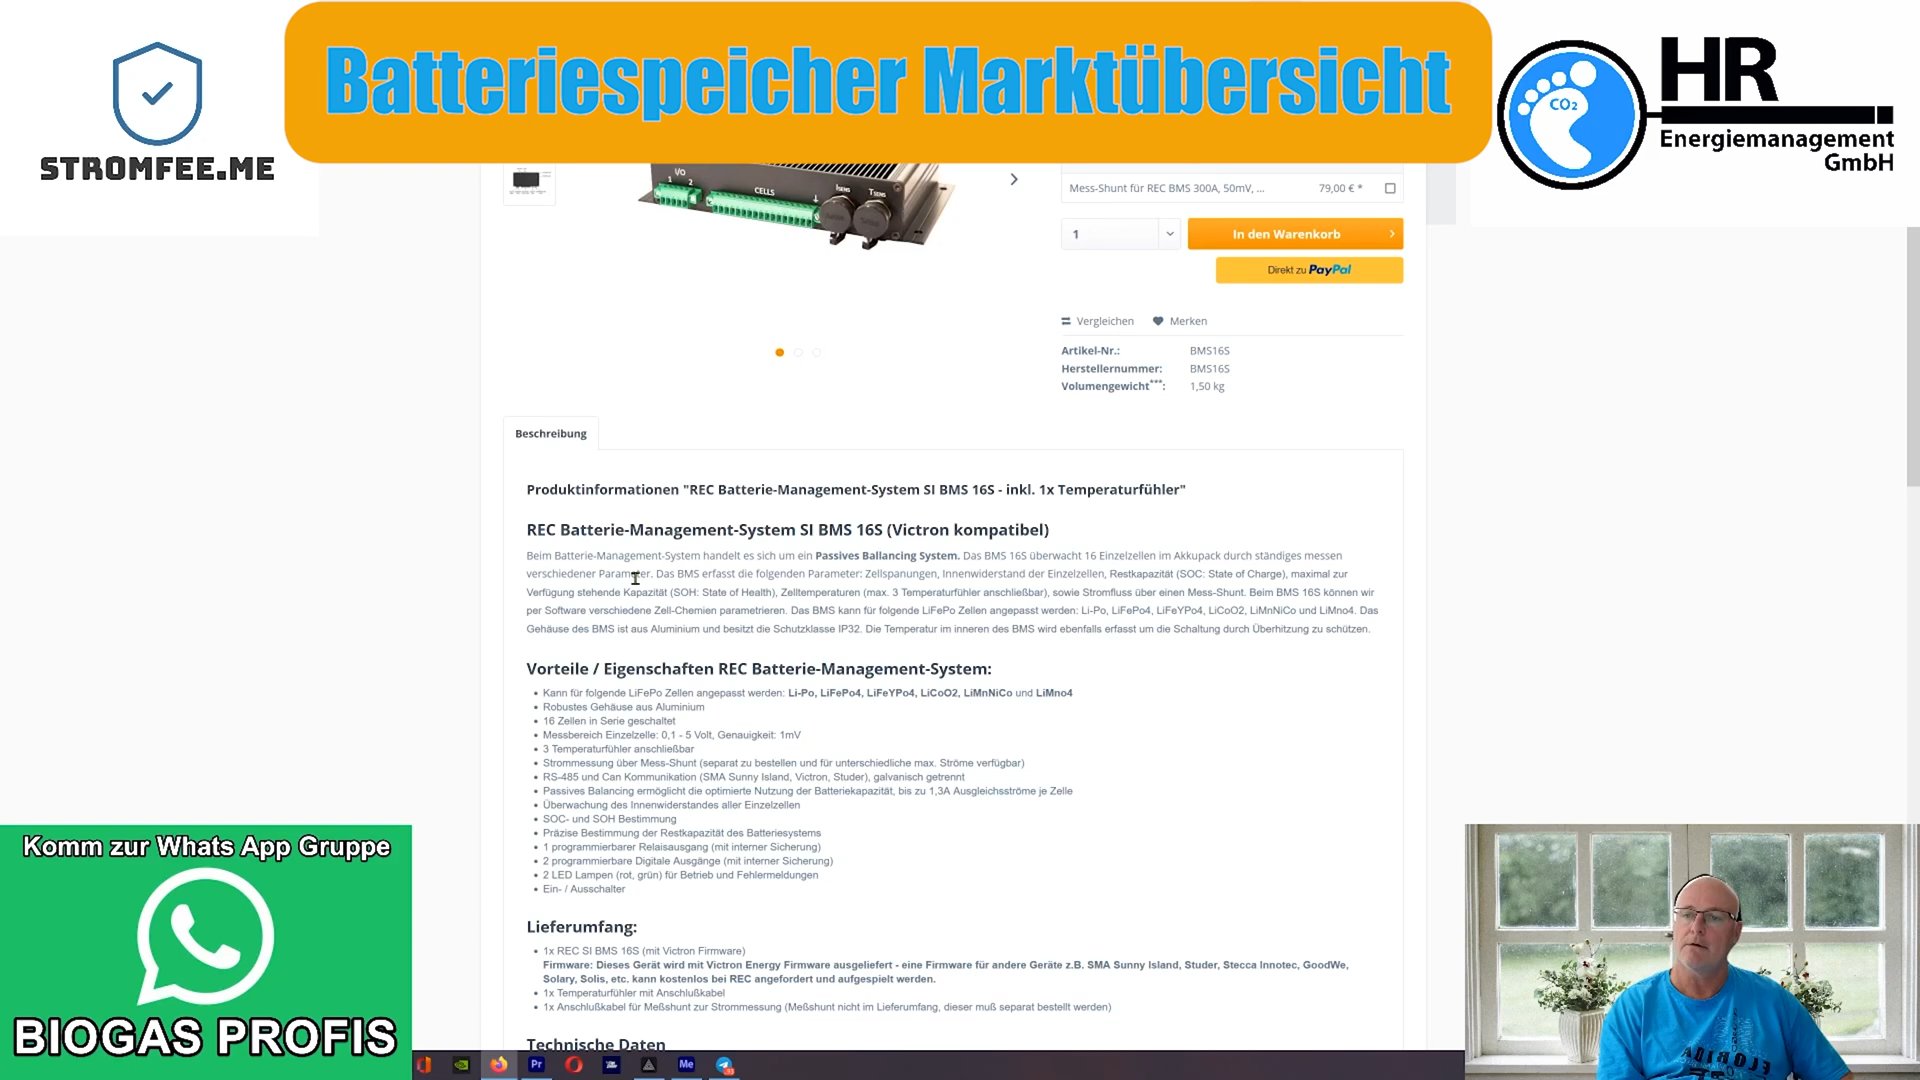 STROMFEE.ME
Batteriespeicher Marktübersicht
CO₂
HR
Energiemanagement
GmbH
I/O
1 2
CELLS
ISENS
TSENS
Mess-Shunt für REC BMS 300A, 50mV, ... 79,00 € *
1
In den Warenkorb
Direkt zu PayPal
Vergleichen Merken
Artikel-Nr.: BMS16S
Herstellernummer: BMS16S
Volumengewicht***: 1,50 kg
Beschreibung
Produktinformationen "REC Batterie-Management-System SI BMS 16S - inkl. 1x Temperaturfühler"
REC Batterie-Management-System SI BMS 16S (Victron kompatibel)
Beim Batterie-Management-System handelt es sich um ein Passives Ballancing System. Das BMS 16S überwacht 16 Einzelzellen im Akkupack durch ständiges messen
verschiedener Parameter. Das BMS erfasst die folgenden Parameter: Zellspanungen, Innenwiderstand der Einzelzellen, Restkapazität (SOC: State of Charge), maximal zur
Verfügung stehende Kapazität (SOH: State of Health), Zelltemperaturen (max. 3 Temperaturfühler anschließbar), sowie Stromfluss über einen Mess-Shunt. Beim BMS 16S können wir
per Software verschiedene Zell-Chemien parametrieren. Das BMS kann für folgende LiFePo Zellen angepasst werden: Li-Po, LiFePo4, LiFeYPo4, LiCoO2, LiMnNiCo und LiMno4. Das
Gehäuse des BMS ist aus Aluminium und besitzt die Schutzklasse IP32. Die Temperatur im inneren des BMS wird ebenfalls erfasst um die Schaltung durch Überhitzung zu schützen.
Vorteile / Eigenschaften REC Batterie-Management-System:
• Kann für folgende LiFePo Zellen angepasst werden: Li-Po, LiFePo4, LiFeYPo4, LiCoO2, LiMnNiCo und LiMno4
• Robustes Gehäuse aus Aluminium
• 16 Zellen in Serie geschaltet
• Messbereich Einzelzelle: 0,1 - 5 Volt, Genauigkeit: 1mV
• 3 Temperaturfühler anschließbar
• Strommessung über Mess-Shunt (separat zu bestellen und für unterschiedliche max. Ströme verfügbar)
• RS-485 und Can Kommunikation (SMA Sunny Island, Victron, Studer), galvanisch getrennt
• Passives Balancing ermöglicht die optimierte Nutzung der Batteriekapazität, bis zu 1,3A Ausgleichsströme je Zelle
• Überwachung des Innenwiderstandes aller Einzelzellen
• SOC- und SOH Bestimmung
• Präzise Bestimmung der Restkapazität des Batteriesystems
• 1 programmierbarer Relaisausgang (mit interner Sicherung)
• 2 programmierbare Digitale Ausgänge (mit interner Sicherung)
• 2 LED Lampen (rot, grün) für Betrieb und Fehlermeldungen
• Ein- / Ausschalter
Lieferumfang:
• 1x REC SI BMS 16S (mit Victron Firmware)
Firmware: Dieses Gerät wird mit Victron Energy Firmware ausgeliefert - eine Firmware für andere Geräte z.B. SMA Sunny Island, Studer, Stecca Innotec, GoodWe,
Solary, Solis, etc. kann kostenlos bei REC angefordert und aufgespielt werden.
• 1x Temperaturfühler mit Anschlußkabel
• 1x Anschlußkabel für Meßshunt zur Strommessung (Meßshunt nicht im Lieferumfang, dieser muß separat bestellt werden)
Technische Daten
Komm zur Whats App Gruppe
BIOGAS PROFIS
Pr
Me